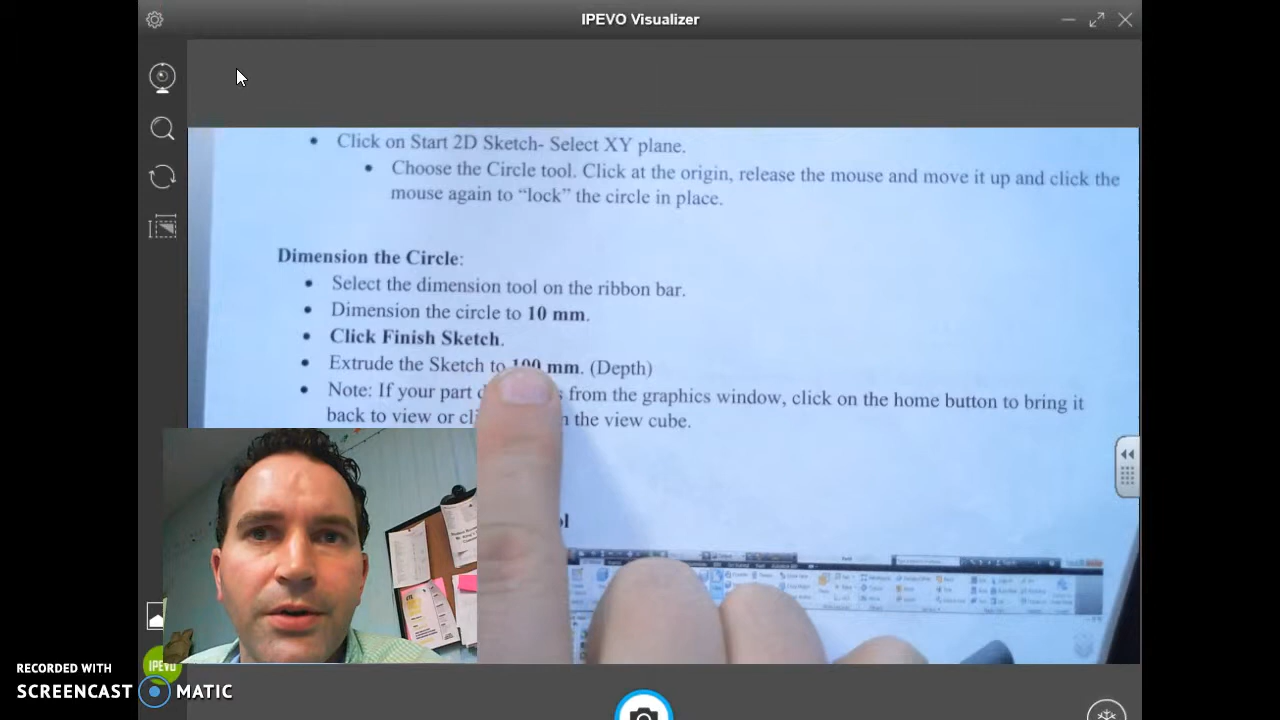 IPEVO Visualizer
• Click on Start 2D Sketch- Select XY plane.
• Choose the Circle tool. Click at the origin, release the mouse and move it up and click the
mouse again to “lock” the circle in place.
Dimension the Circle:
• Select the dimension tool on the ribbon bar.
• Dimension the circle to 10 mm.
• Click Finish Sketch.
• Extrude the Sketch to 100 mm. (Depth)
• Note: If your part from the graphics window, click on the home button to bring it
back to view or the view cube.
IPEVO
RECORDED WITH
SCREENCAST MATIC